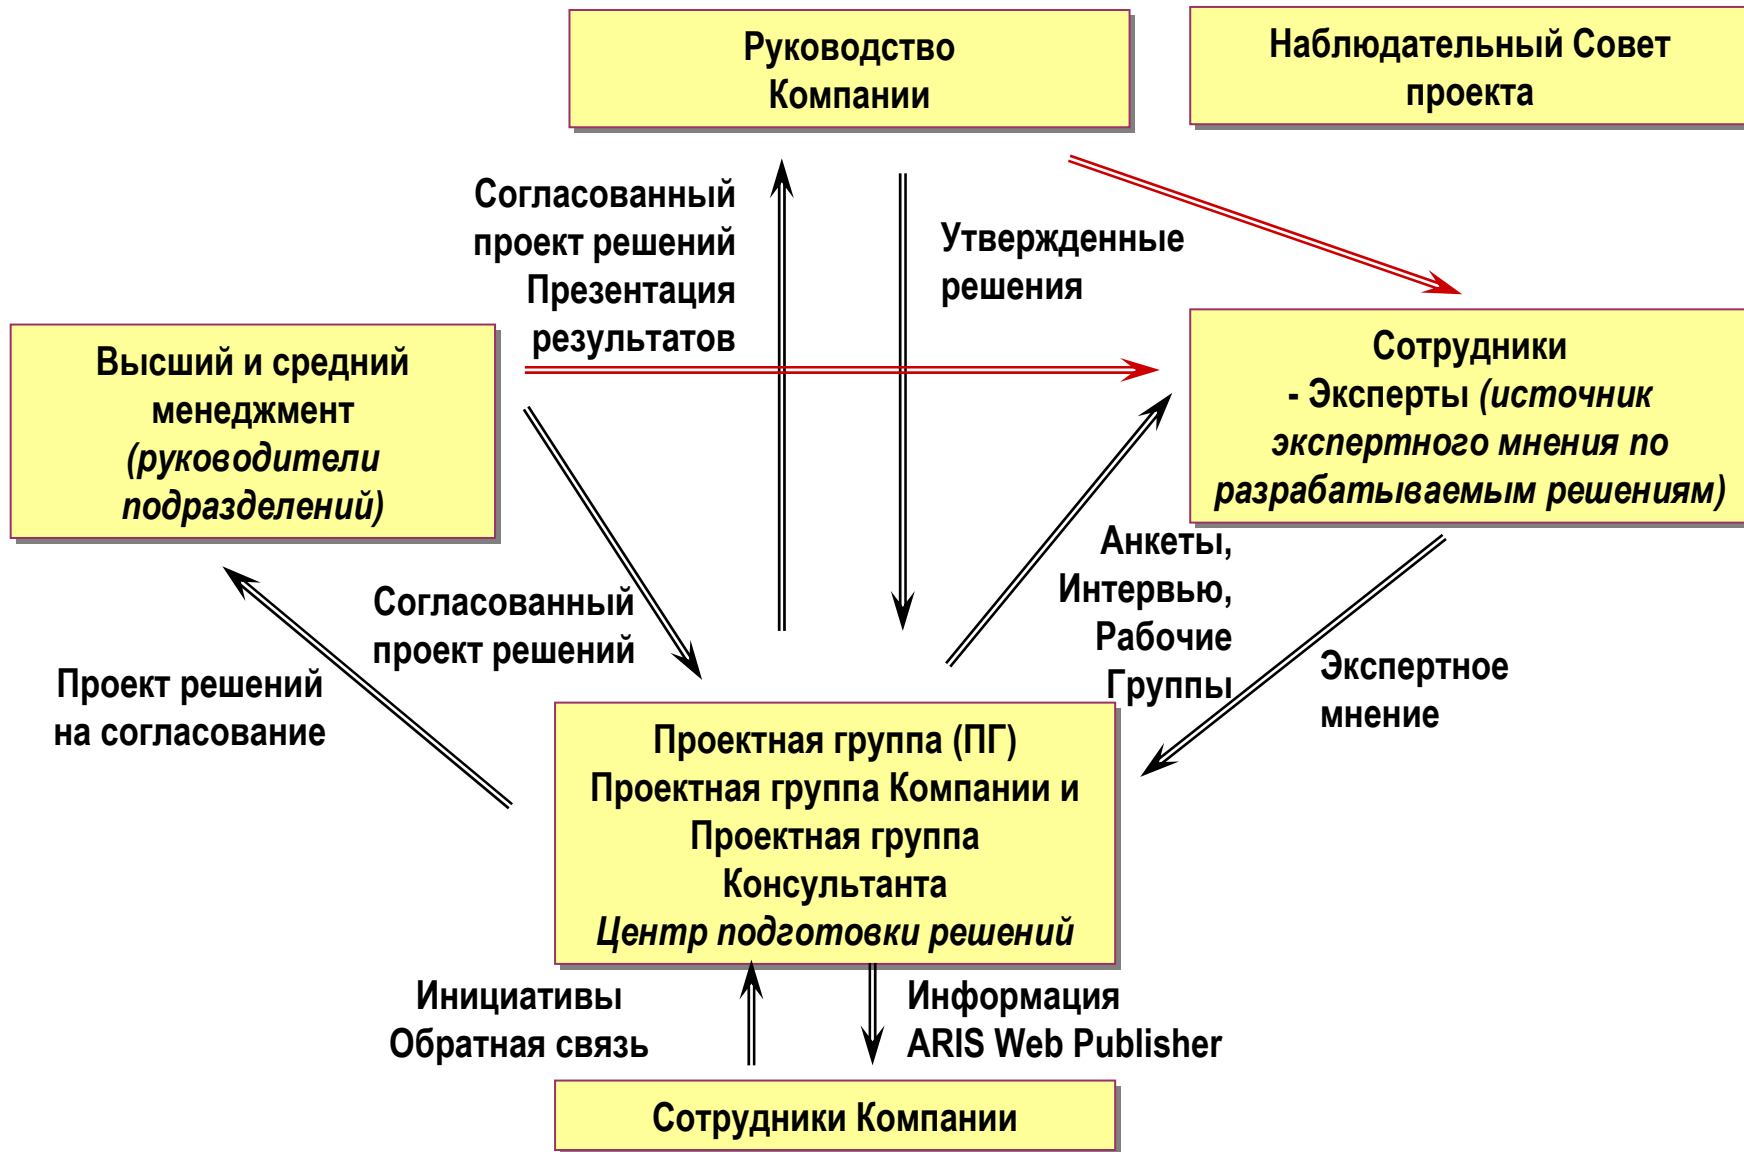 Руководство
Компании
Наблюдательный Совет
проекта
Согласованный
проект решений
Презентация
результатов
Утвержденные
решения
Высший и средний
менеджмент
(руководители
подразделений)
Сотрудники
- Эксперты (источник
экспертного мнения по
разрабатываемым решениям)
Согласованный
проект решений
Проект решений
на согласование
Анкеты,
Интервью,
Рабочие
Группы
Экспертное
мнение
Проектная группа (ПГ)
Проектная группа Компании и
Проектная группа
Консультанта
Центр подготовки решений
Инициативы
Обратная связь
Информация
ARIS Web Publisher
Сотрудники Компании